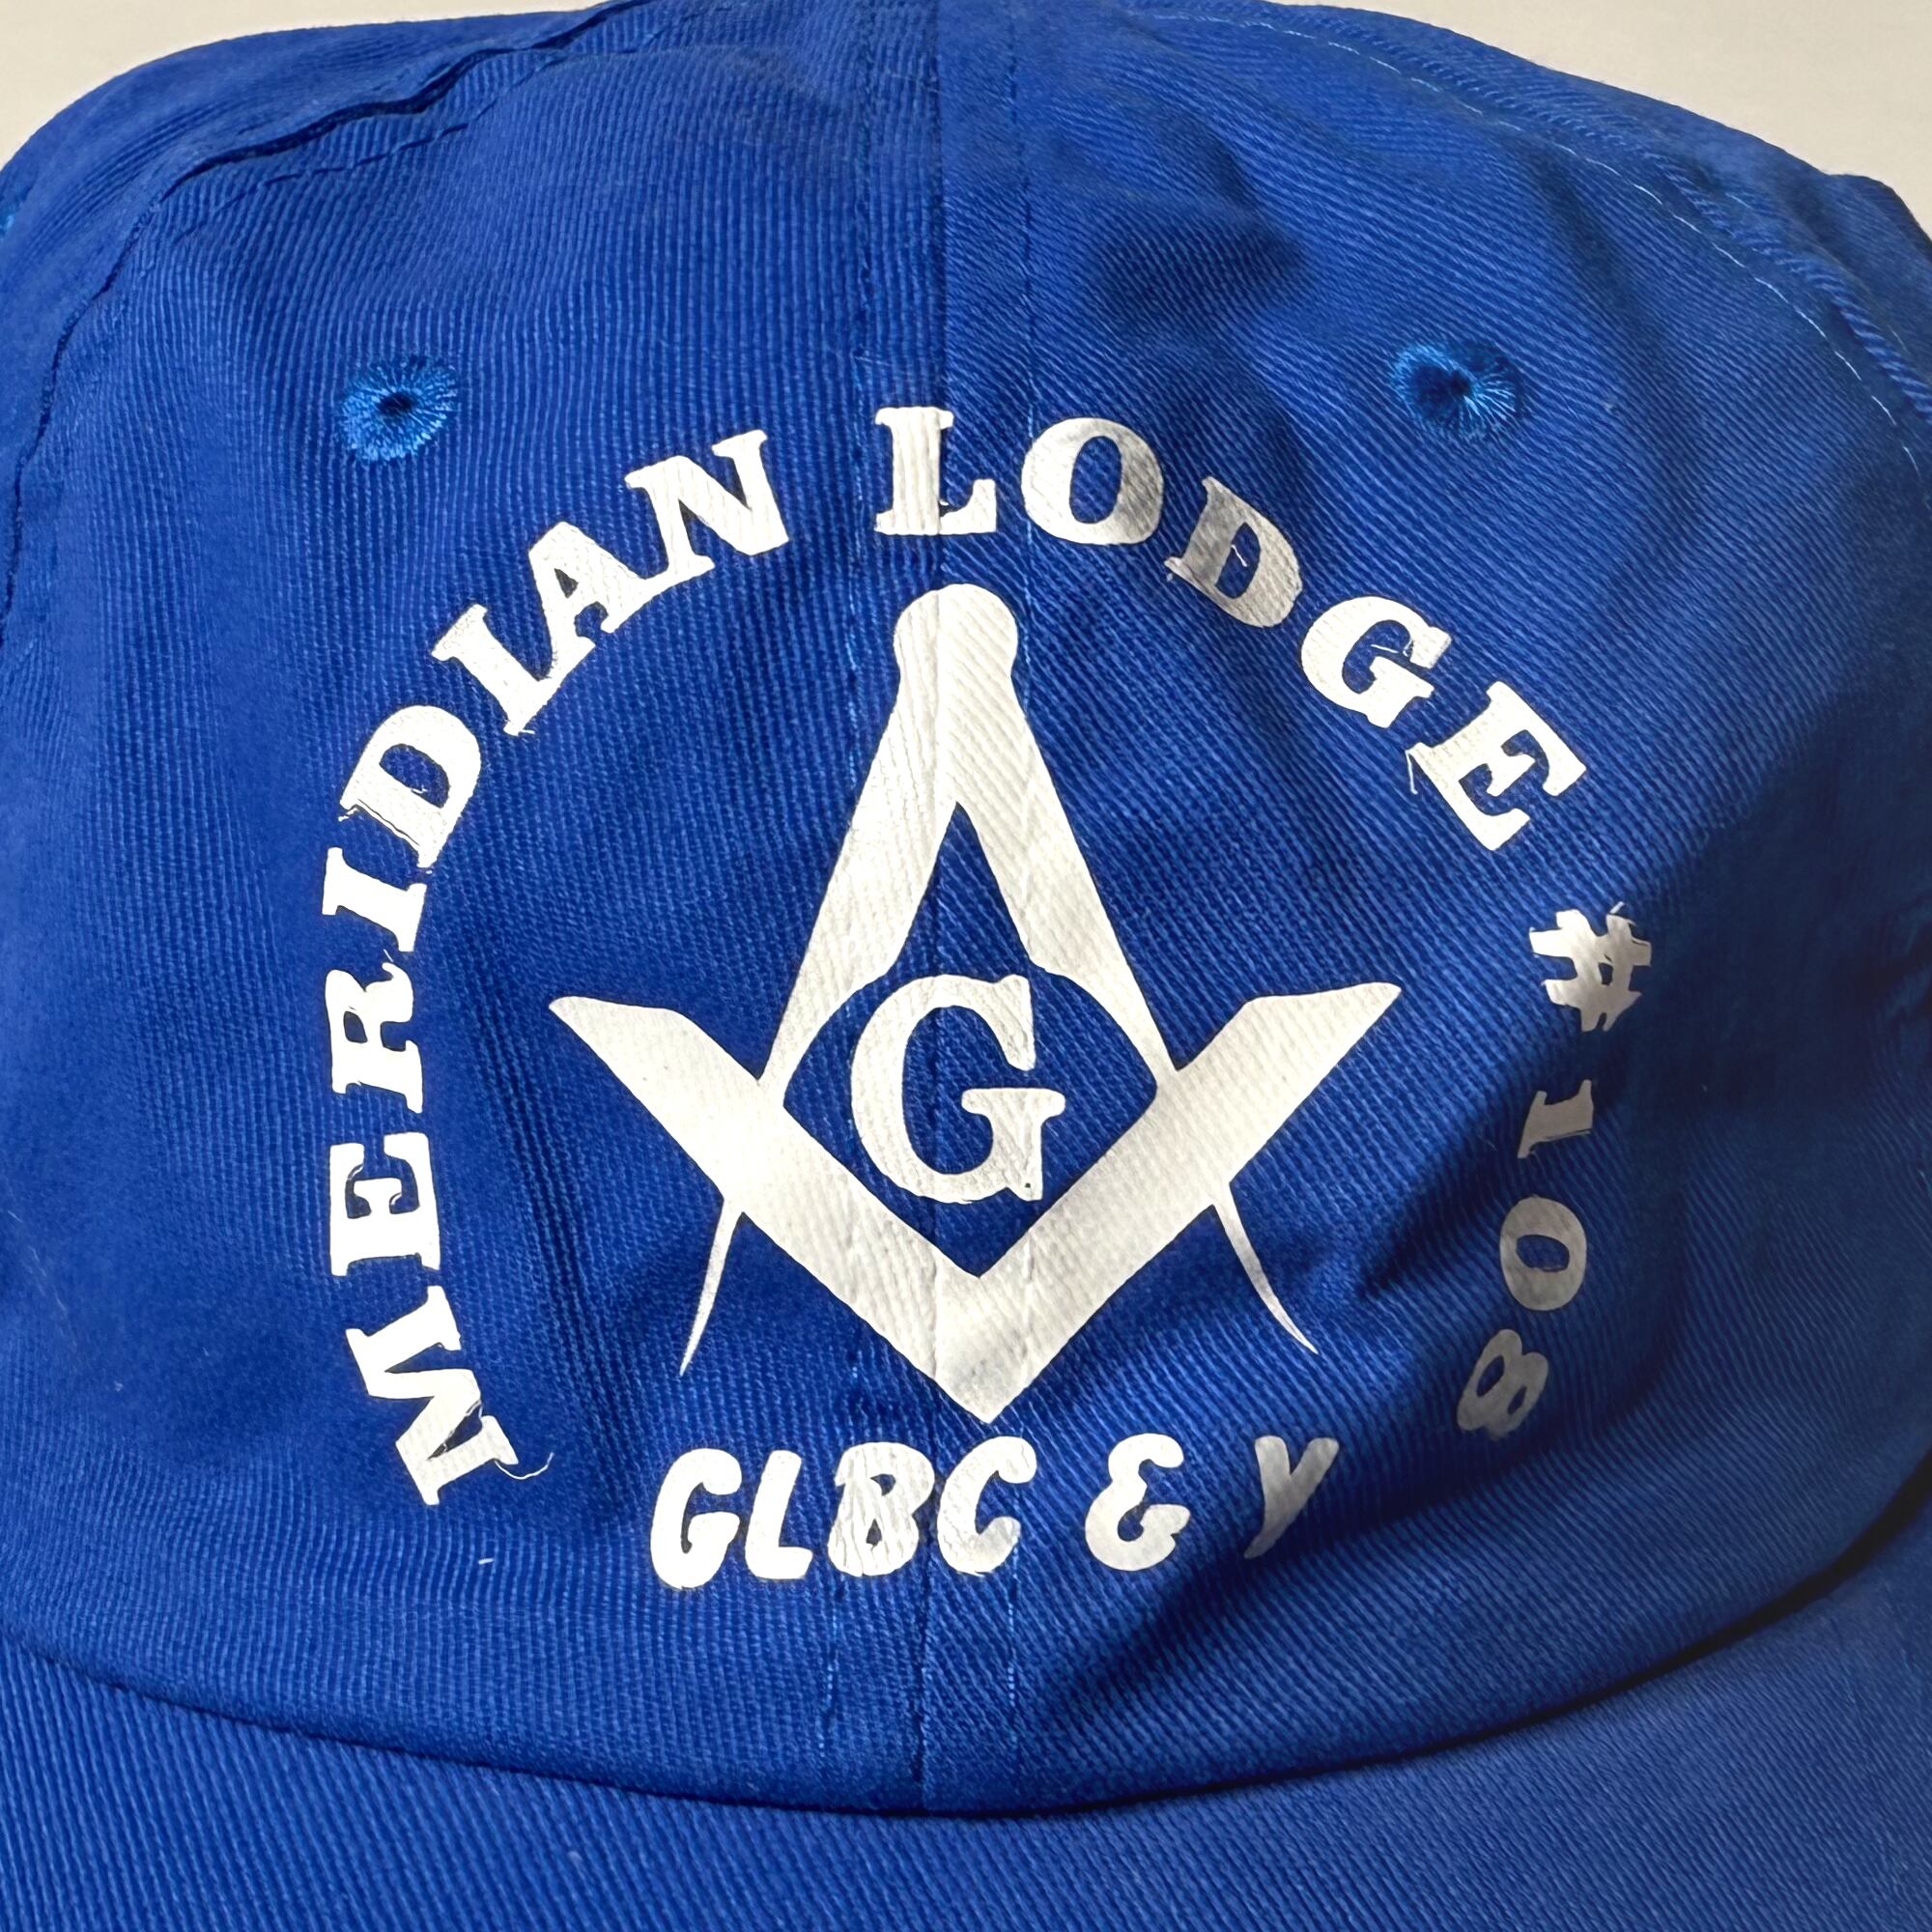 MERIDIAN LODGE #108
G
GLBC & Y